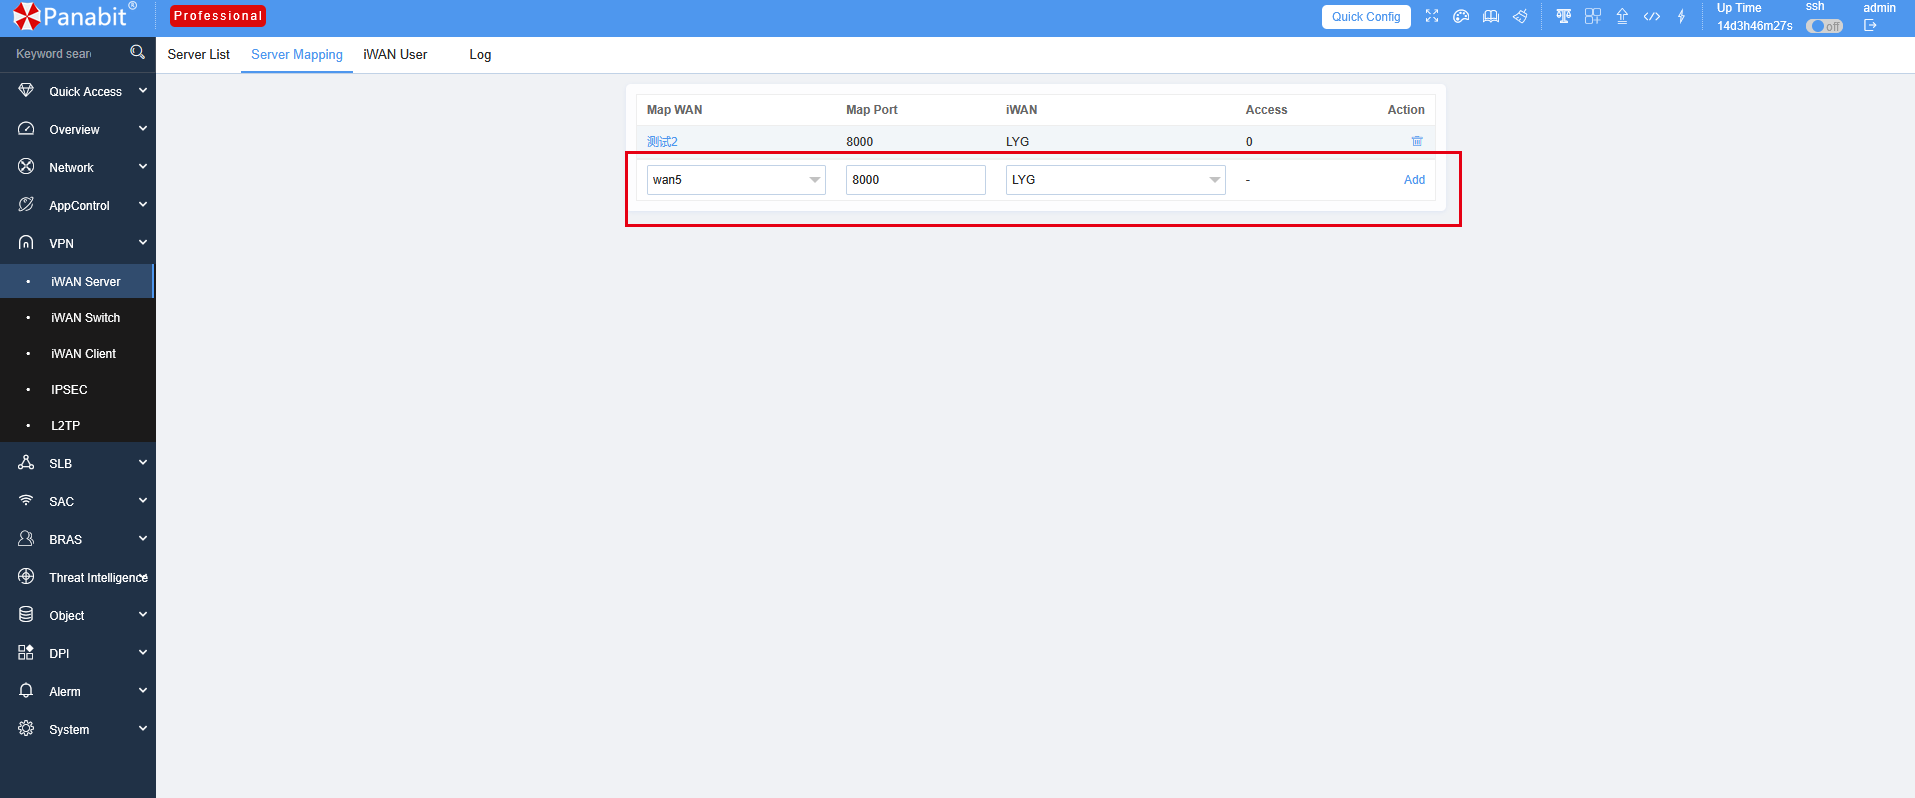 Panabit®
Professional
Quick Config
Up Time
14d3h46m27s
ssh
off
admin
Keyword sear
Server List
Server Mapping
iWAN User
Log
Quick Access
Overview
Network
AppControl
VPN
iWAN Server
iWAN Switch
iWAN Client
IPSEC
L2TP
SLB
SAC
BRAS
Threat Intelligence
Object
DPI
Alerm
System
Map WAN Map Port iWAN Access Action
测试2 8000 LYG 0
wan5 8000 LYG - Add